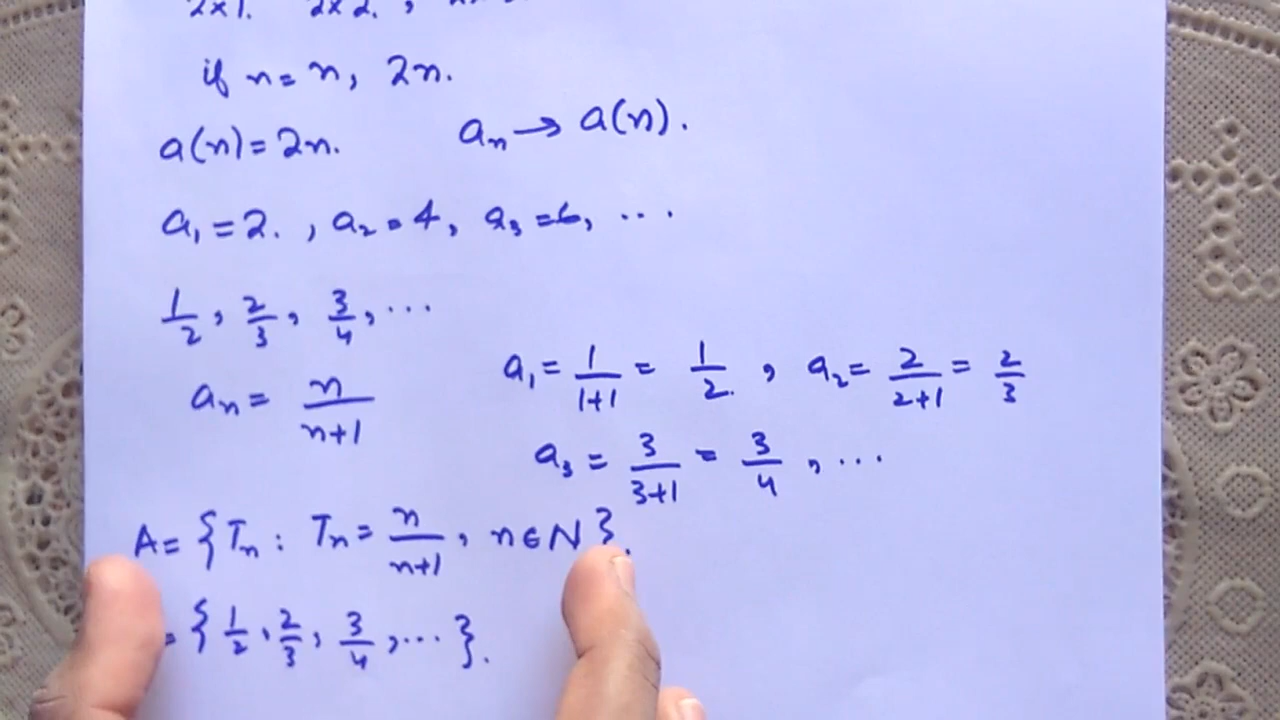 2x1. 2x2. ,
if n = n, 2n.
a(n) = 2n. aₙ → a(n).
a₁ = 2. , a₂ = 4, a₃ = 6, ...
1/2, 2/3, 3/4, ...
a₁ = 1/(1+1) = 1/2. , a₂ = 2/(2+1) = 2/3
aₙ = n/(n+1)
a₃ = 3/(3+1) = 3/4, ...
A = {Tₙ : Tₙ = n/(n+1), n ∈ N}.
= {1/2, 2/3, 3/4, ...}.